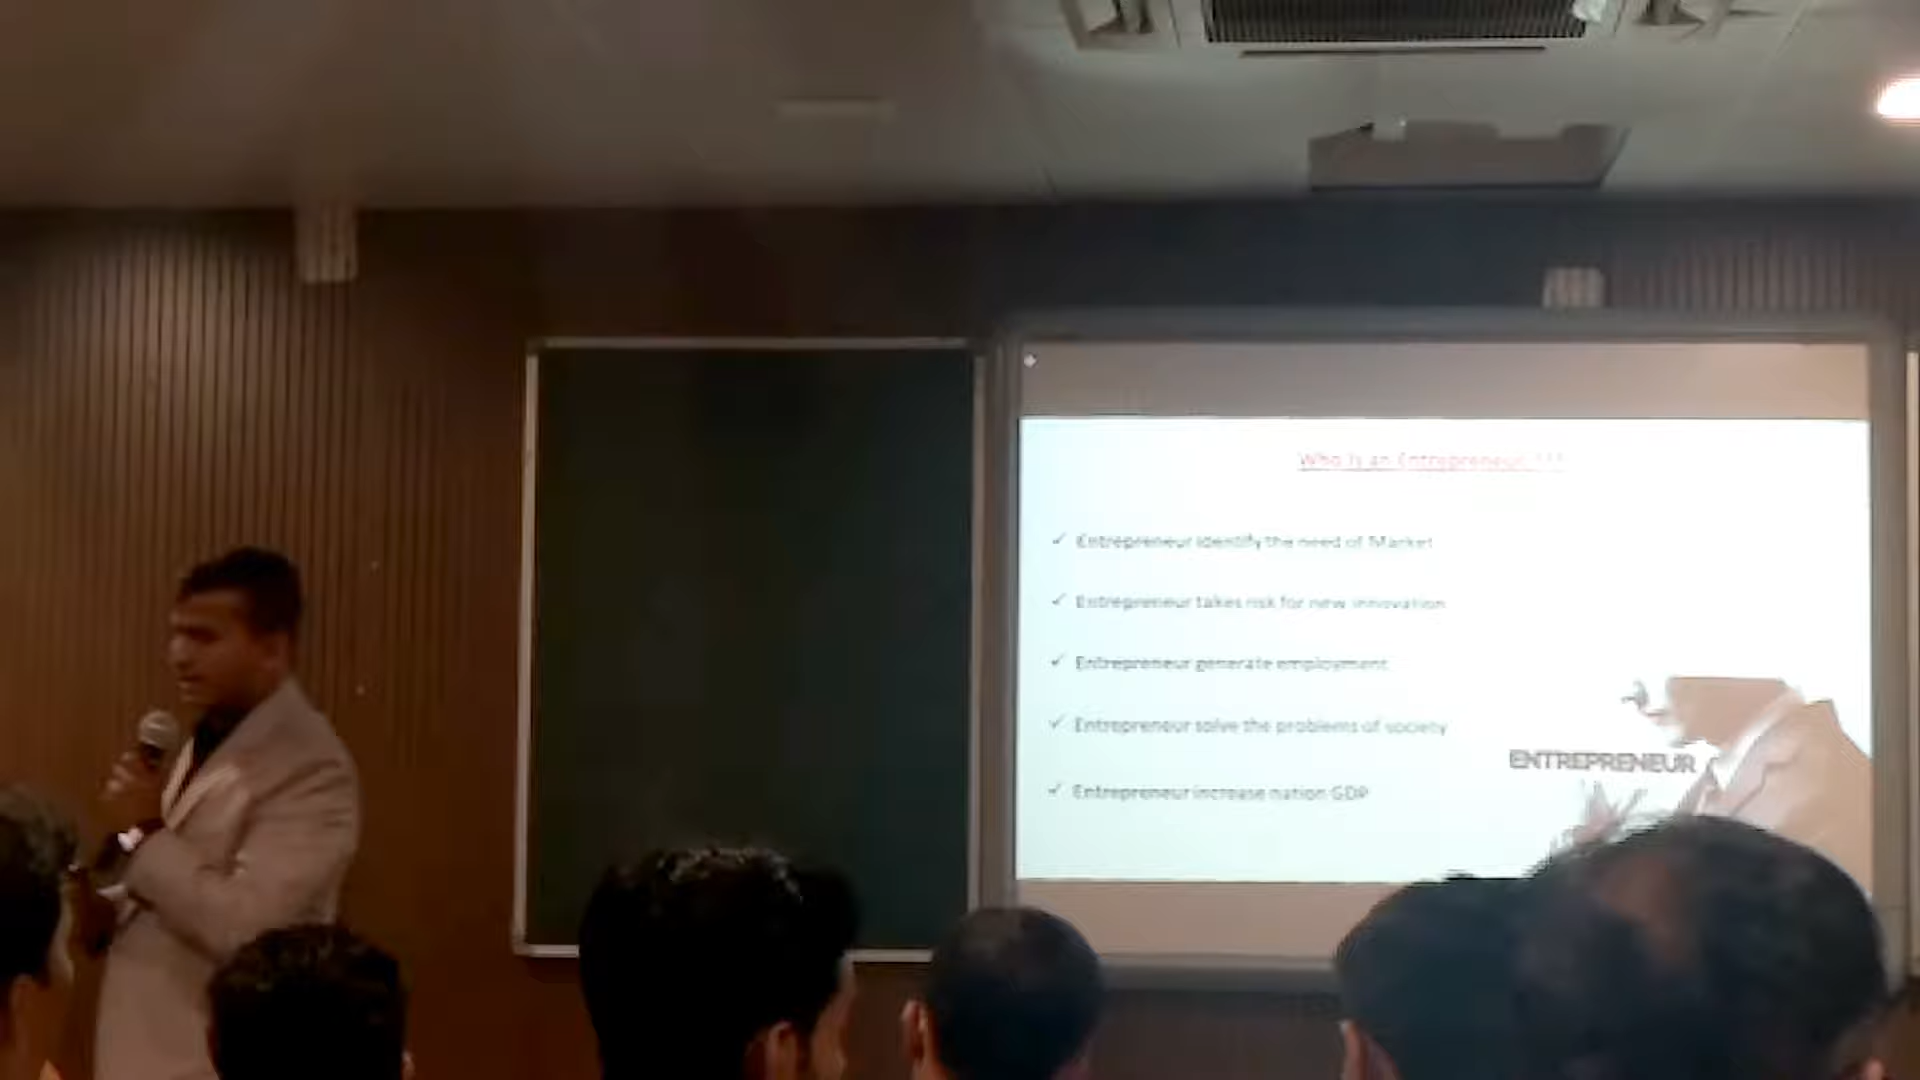 Who Is an Entrepreneur ???
✓ Entrepreneur identify the need of Market
✓ Entrepreneur takes risk for new innovation
✓ Entrepreneur generate employment
✓ Entrepreneur solve the problems of society
✓ Entrepreneur increase nation GDP
ENTREPRENEUR